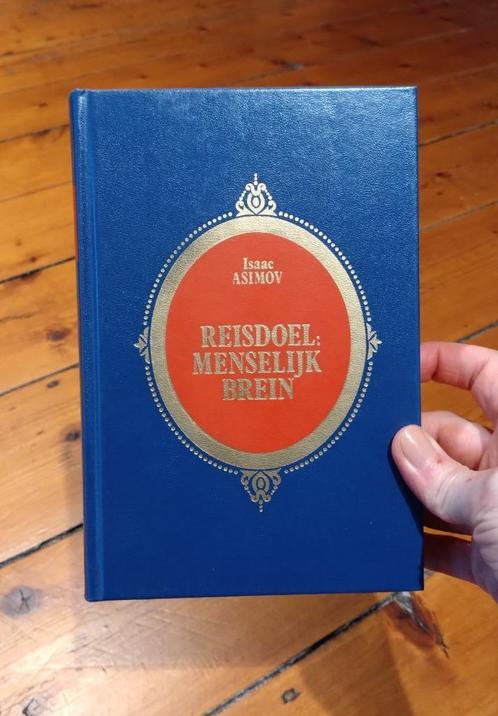 Isaac
ASIMOV
REISDOEL:
MENSELIJK
BREIN